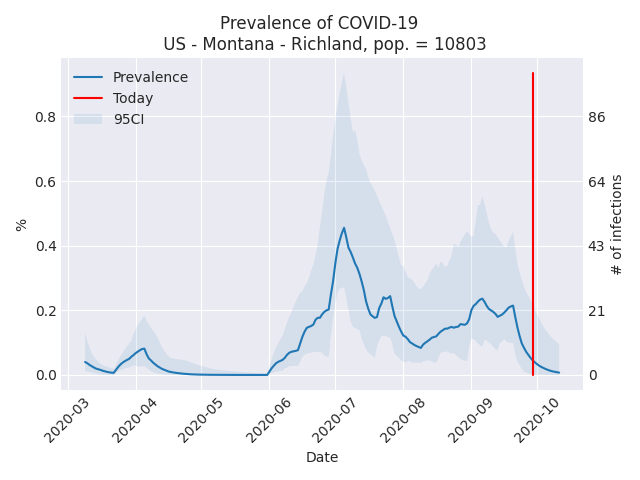 Prevalence of COVID-19
US - Montana - Richland, pop. = 10803
Prevalence
Today
95CI
%
0.8
0.6
0.4
0.2
0.0
86
64
43
21
0
# of infections
2020-03
2020-04
2020-05
2020-06
2020-07
2020-08
2020-09
2020-10
Date